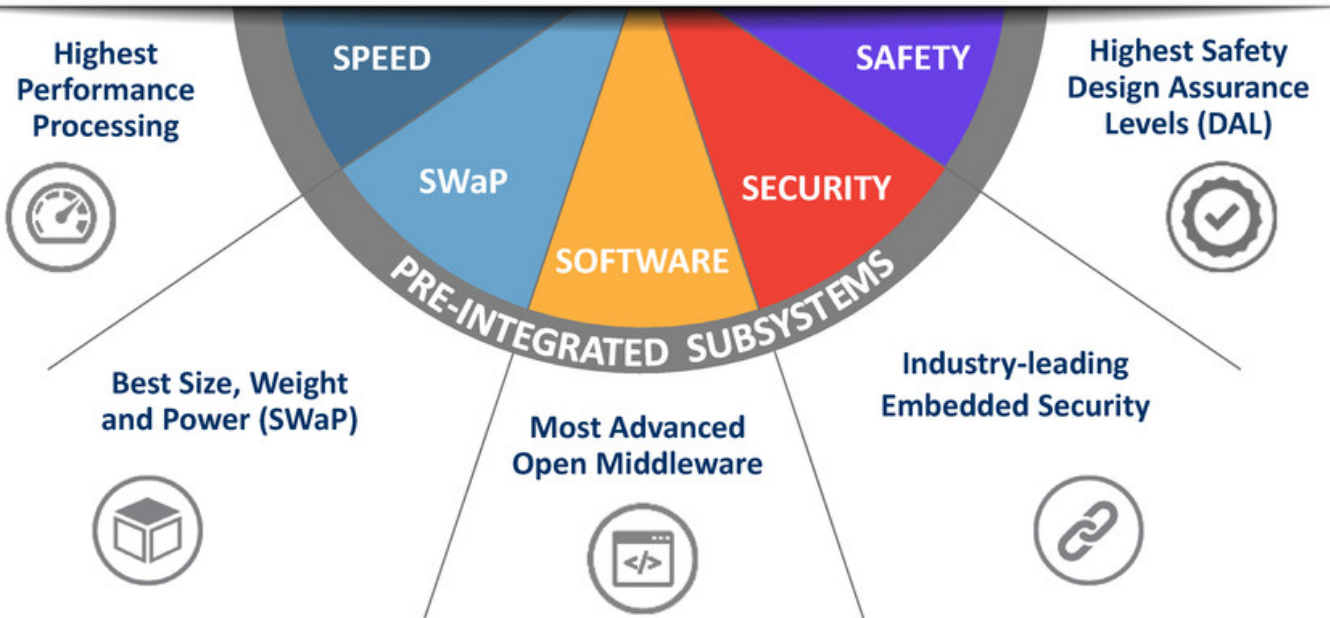 Highest
Performance
Processing
SPEED
SAFETY
Highest Safety
Design Assurance
Levels (DAL)
SWaP
SECURITY
SOFTWARE
PRE-INTEGRATED SUBSYSTEMS
Best Size, Weight
and Power (SWaP)
Most Advanced
Open Middleware
</>
Industry-leading
Embedded Security